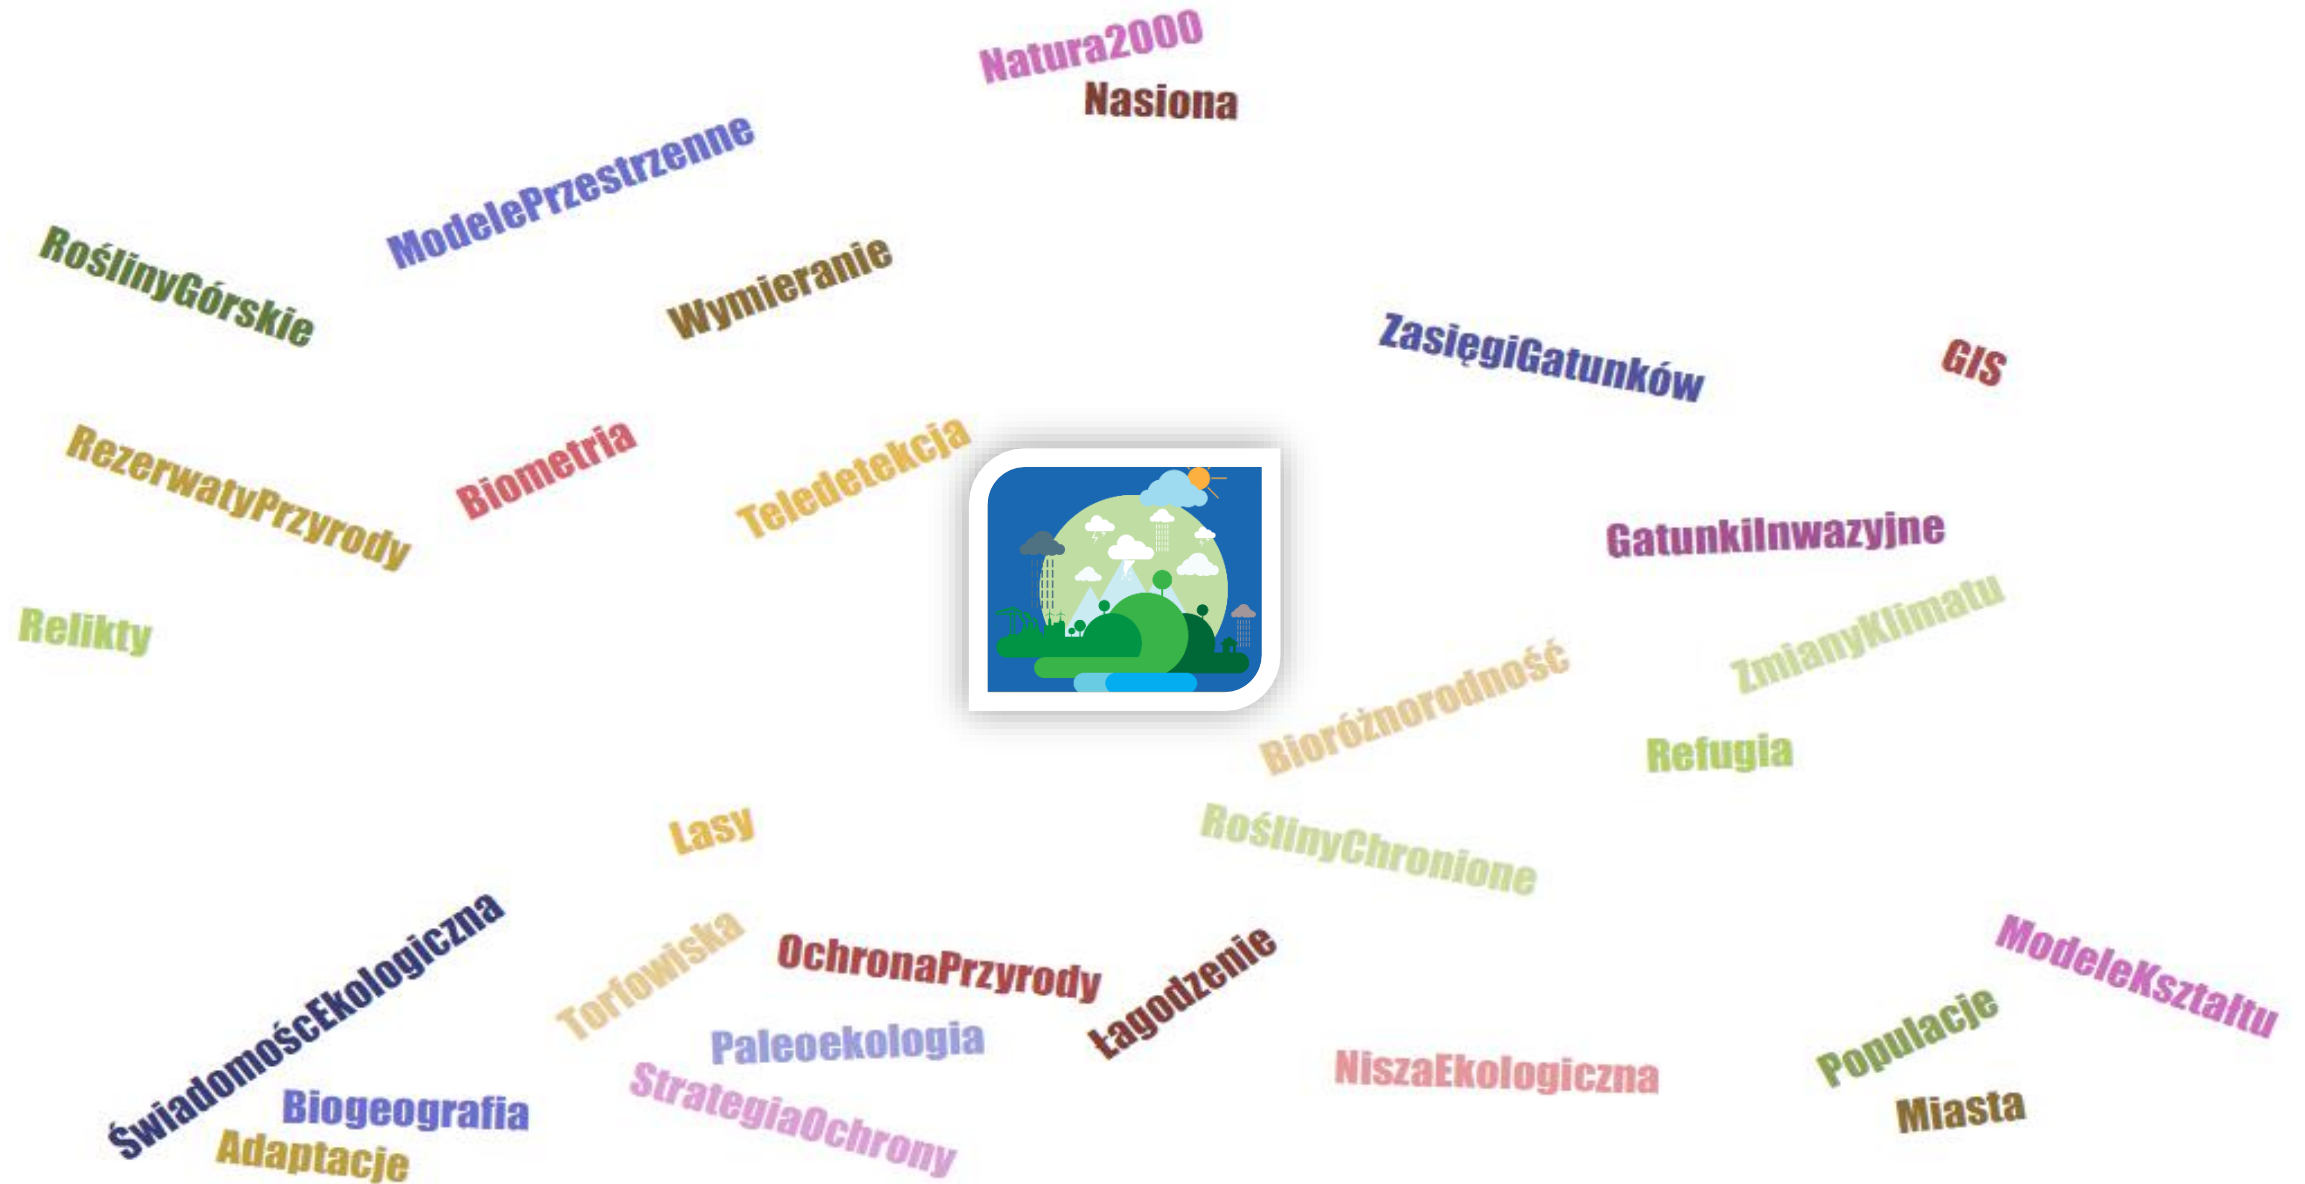 Natura2000
Nasiona
ModelePrzestrzenne
RoślinyGórskie
Wymieranie
ZasięgiGatunków
GIS
RezerwatyPrzyrody
Biometria
Teledetekcja
GatunkiInwazyjne
Relikty
ZmianyKlimatu
Bioróżnorodność
Refugia
Lasy
RoślinyChronione
ŚwiadomoścEkologiczna
Torfowiska
OchronaPrzyrody
Łagodzenie
ModeleKształtu
Paleoekologia
Populacje
NiszaEkologiczna
Biogeografia
StrategiaOchrony
Miasta
Adaptacje